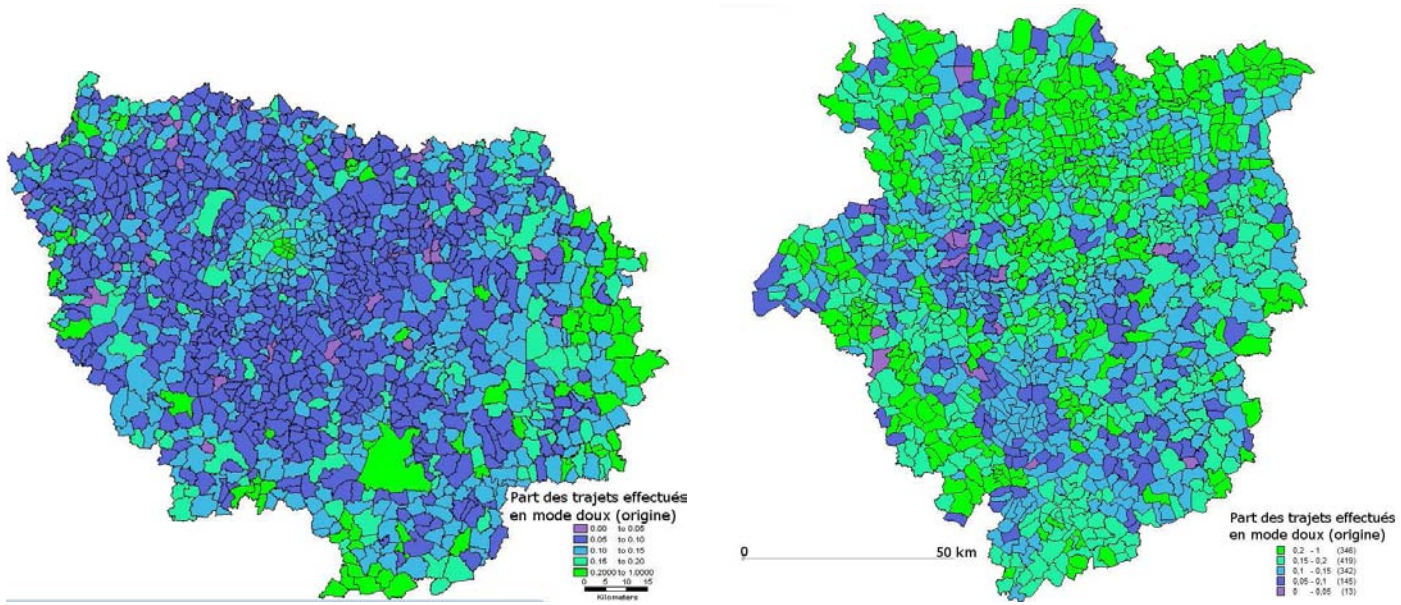 Part des trajets effectués
en mode doux (origine)
0.00 to 0.05
0.05 to 0.10
0.10 to 0.15
0.15 to 0.20
0.2000 to 1.0000
0 5 10 15
Kilometers
0 50 km
Part des trajets effectués
en mode doux (origine)
0,2 - 1 (346)
0,15 - 0,2 (419)
0,1 - 0,15 (342)
0,05 - 0,1 (145)
0 - 0,05 (13)